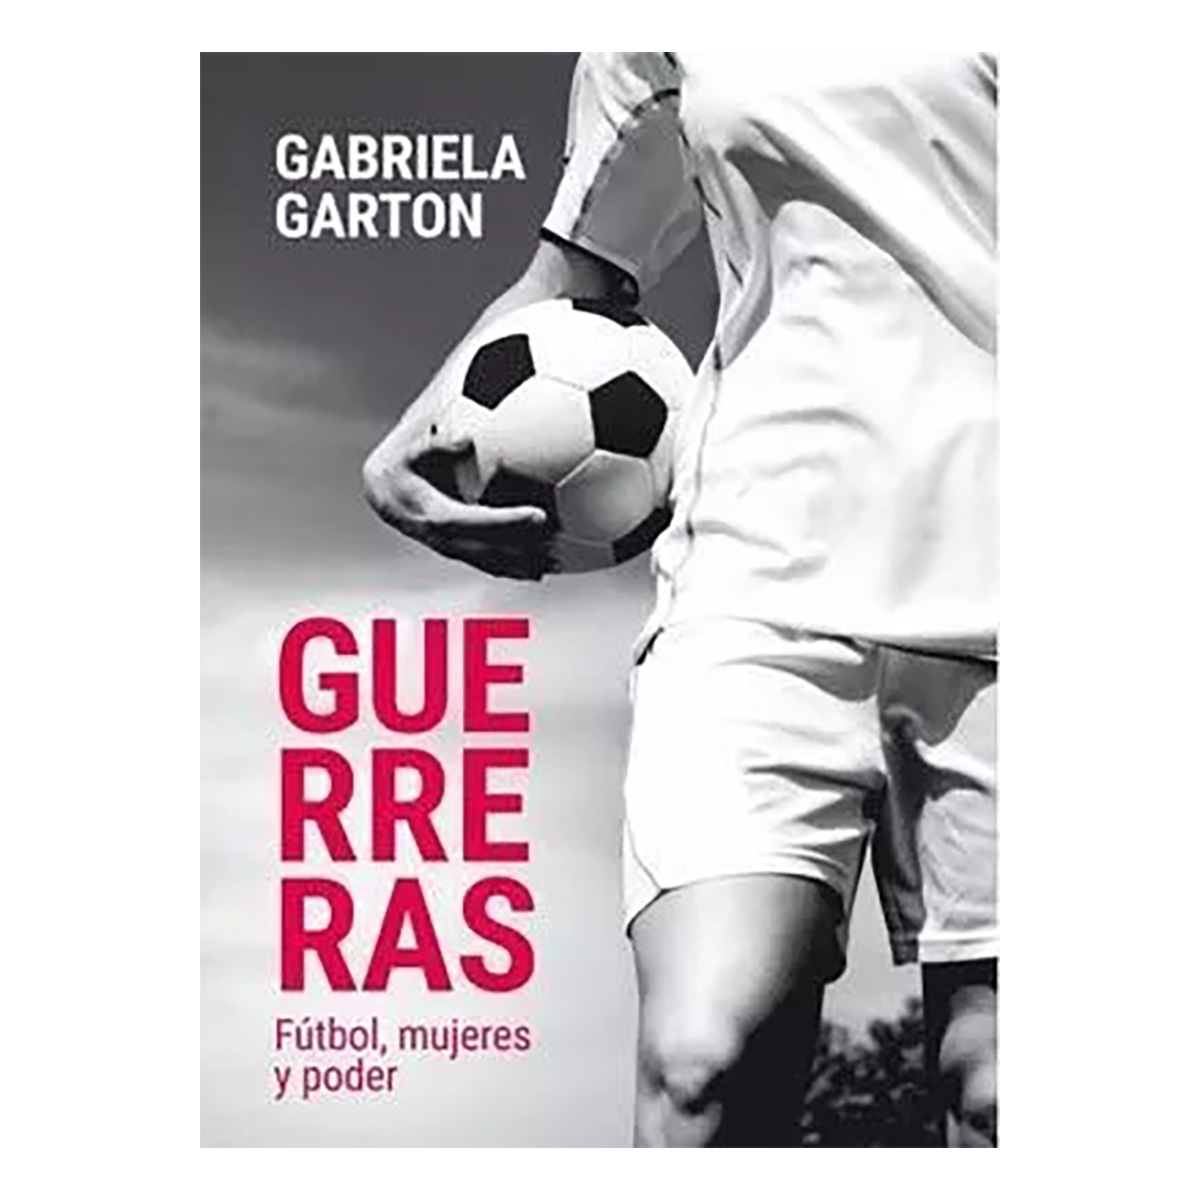 GABRIELA
GARTON
GUE
RRE
RAS
Fútbol, mujeres
y poder